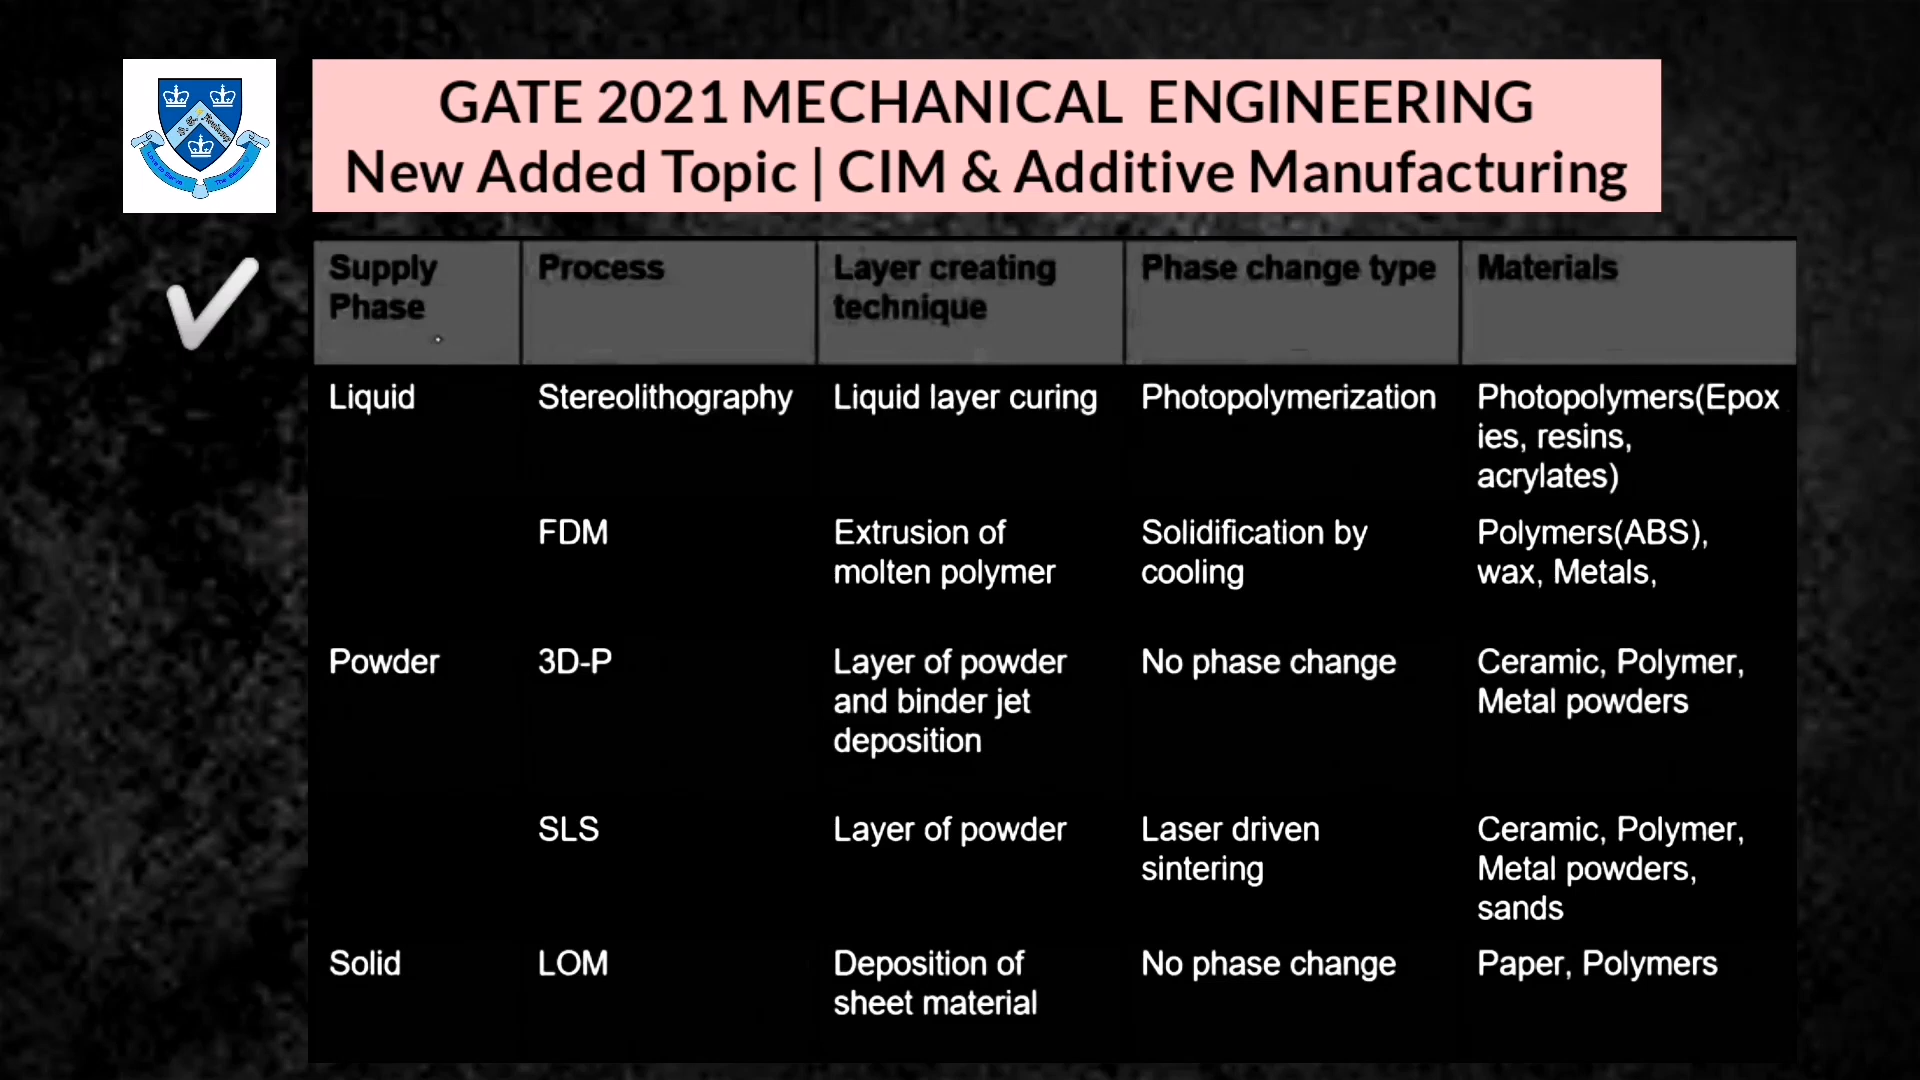 GATE 2021 MECHANICAL ENGINEERING
New Added Topic | CIM & Additive Manufacturing
Supply Phase
Process
Layer creating technique
Phase change type
Materials
Liquid
Stereolithography
Liquid layer curing
Photopolymerization
Photopolymers(Epox
ies, resins,
acrylates)
FDM
Extrusion of
molten polymer
Solidification by
cooling
Polymers(ABS),
wax, Metals,
Powder
3D-P
Layer of powder
and binder jet
deposition
No phase change
Ceramic, Polymer,
Metal powders
SLS
Layer of powder
Laser driven
sintering
Ceramic, Polymer,
Metal powders,
sands
Solid
LOM
Deposition of
sheet material
No phase change
Paper, Polymers